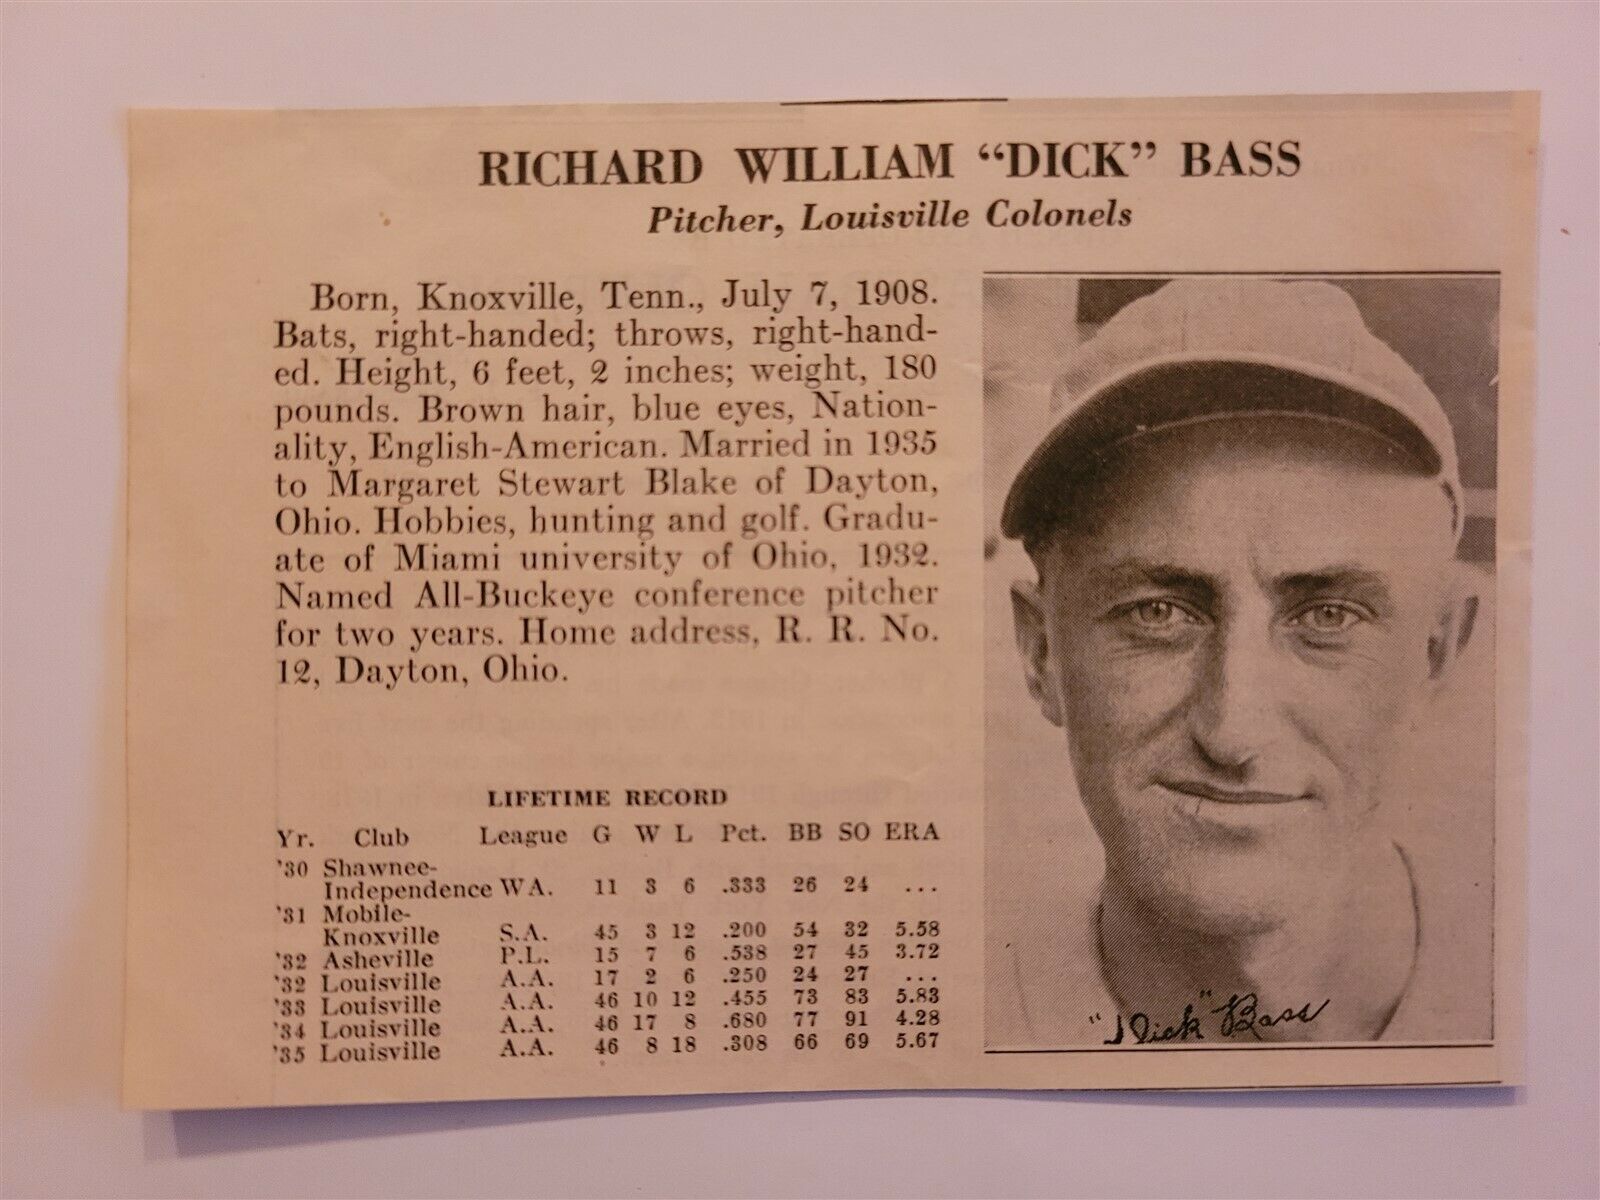 RICHARD WILLIAM “DICK” BASS
Pitcher, Louisville Colonels
Born, Knoxville, Tenn., July 7, 1908.
Bats, right-handed; throws, right-hand-
ed. Height, 6 feet, 2 inches; weight, 180
pounds. Brown hair, blue eyes, Nation-
ality, English-American. Married in 1935
to Margaret Stewart Blake of Dayton,
Ohio. Hobbies, hunting and golf. Gradu-
ate of Miami university of Ohio, 1932.
Named All-Buckeye conference pitcher
for two years. Home address, R. R. No.
12, Dayton, Ohio.
LIFETIME RECORD
Yr. Club League G W L Pct. BB SO ERA
'30 Shawnee-
Independence WA. 11 3 6 .333 26 24 ...
'31 Mobile-
Knoxville S.A. 45 3 12 .200 54 32 5.58
'32 Asheville P.L. 15 7 6 .538 27 45 3.72
'32 Louisville A.A. 17 2 6 .250 24 27 ...
'33 Louisville A.A. 46 10 12 .455 73 83 5.83
'34 Louisville A.A. 46 17 8 .680 77 91 4.28
'35 Louisville A.A. 46 8 18 .308 66 69 5.67
"Dick" Bass